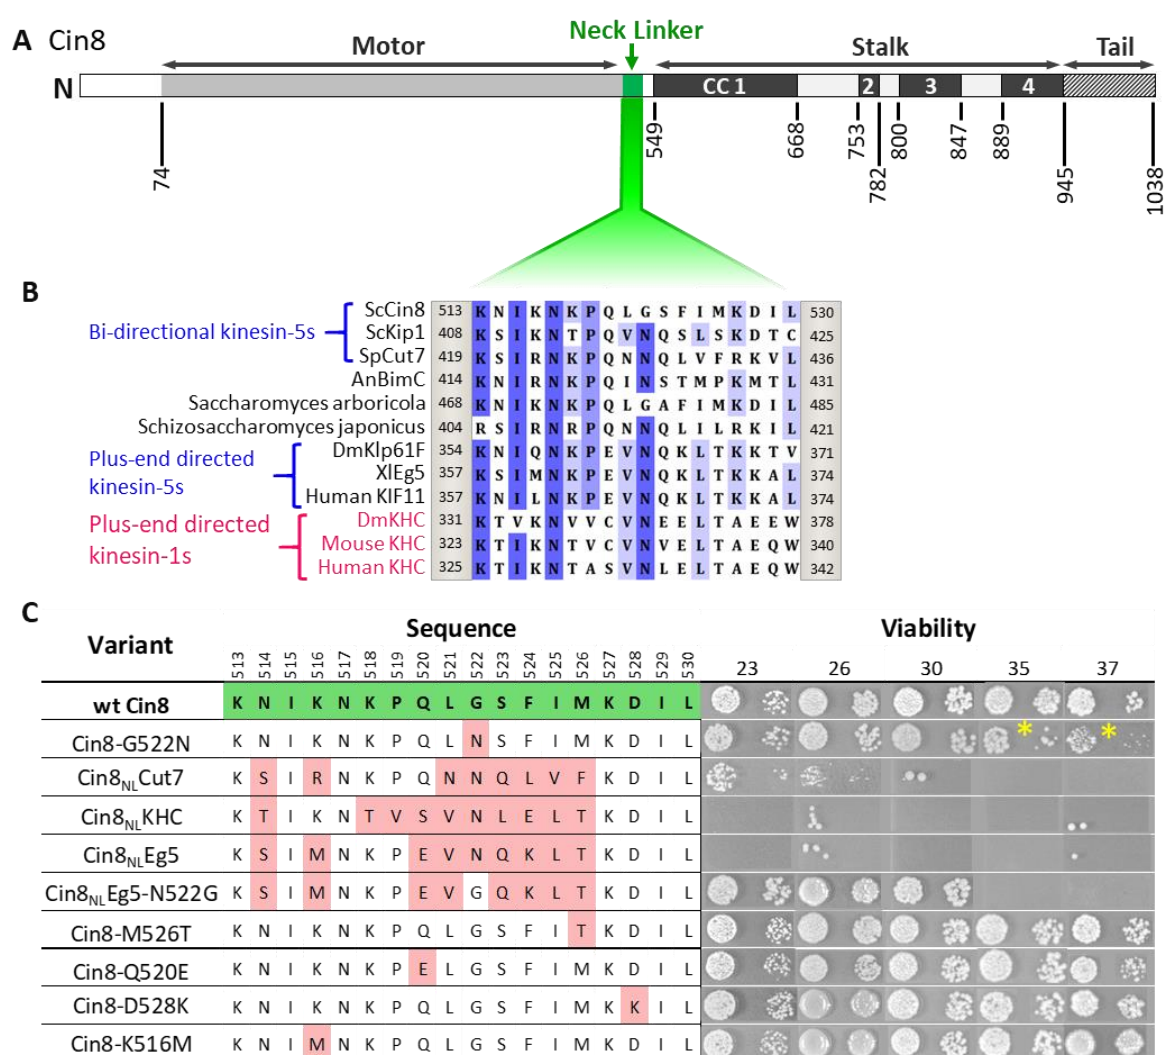 A Cin8
Motor
Neck Linker
Stalk
Tail
N
CC 1
2
3
4
74
549
668
753
782
800
847
889
945
1038
B
Bi-directional kinesin-5s
Plus-end directed
kinesin-5s
Plus-end directed
kinesin-1s
ScCin8 513 K N I K N K P Q L G S F I M K D I L 530
ScKip1 408 K S I K N T P Q V N Q S L S K D T C 425
SpCut7 419 K S I R N K P Q N N Q L V F R K V L 436
AnBimC 414 K N I R N K P Q I N S T M P K M T L 431
Saccharomyces arboricola 468 K N I K N K P Q L G A F I M K D I L 485
Schizosaccharomyces japonicus 404 R S I R N R P Q N N Q L I L R K I L 421
DmKlp61F 354 K N I Q N K P E V N Q K L T K K T V 371
XlEg5 357 K S I M N K P E V N Q K L T K K A L 374
Human KIF11 357 K N I L N K P E V N Q K L T K K A L 374
DmKHC 331 K T V K N V V C V N E E L T A E E W 378
Mouse KHC 323 K T I K N T V C V N V E L T A E Q W 340
Human KHC 325 K T I K N T A S V N L E L T A E Q W 342
C
Variant Sequence Viability
513 514 515 516 517 518 519 520 521 522 523 524 525 526 527 528 529 530
23 26 30 35 37
wt Cin8 K N I K N K P Q L G S F I M K D I L
Cin8-G522N K N I K N K P Q L N S F I M K D I L * *
Cin8NLCut7 K S I R N K P Q N N Q L V F K D I L
Cin8NLKHC K T I K N T V S V N L E L T K D I L
Cin8NLEg5 K S I M N K P E V N Q K L T K D I L
Cin8NLEg5-N522G K S I M N K P E V G Q K L T K D I L
Cin8-M526T K N I K N K P Q L G S F I T K D I L
Cin8-Q520E K N I K N K P E L G S F I M K D I L
Cin8-D528K K N I K N K P Q L G S F I M K K I L
Cin8-K516M K N I M N K P Q L G S F I M K D I L